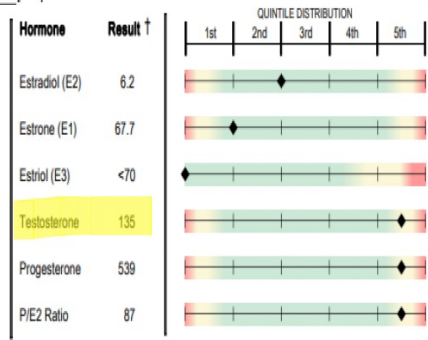 QUINTILE DISTRIBUTION
Hormone Result † 1st 2nd 3rd 4th 5th
Estradiol (E2) 6.2
Estrone (E1) 67.7
Estriol (E3) <70
Testosterone 135
Progesterone 539
P/E2 Ratio 87